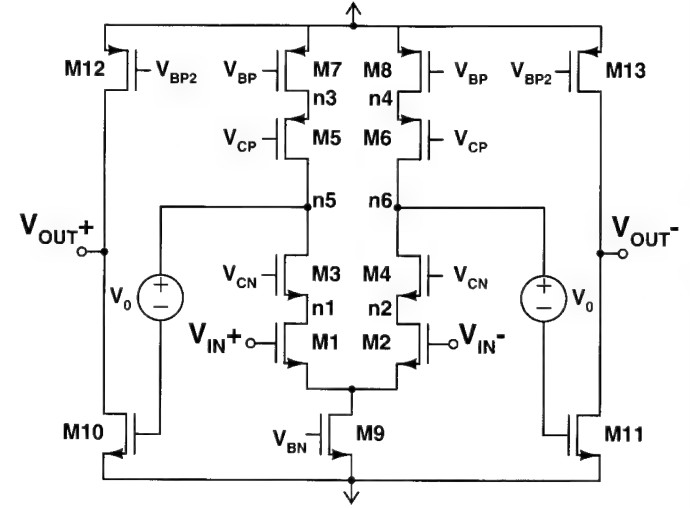 M12 V_BP2 V_BP M7 M8 V_BP V_BP2 M13
n3 n4
V_CP M5 M6 V_CP
n5 n6
V_OUT+ V_OUT-
V_CN M3 M4 V_CN
V_0 + − + − V_0
n1 n2
V_IN+ M1 M2 V_IN-
M10 V_BN M9 M11